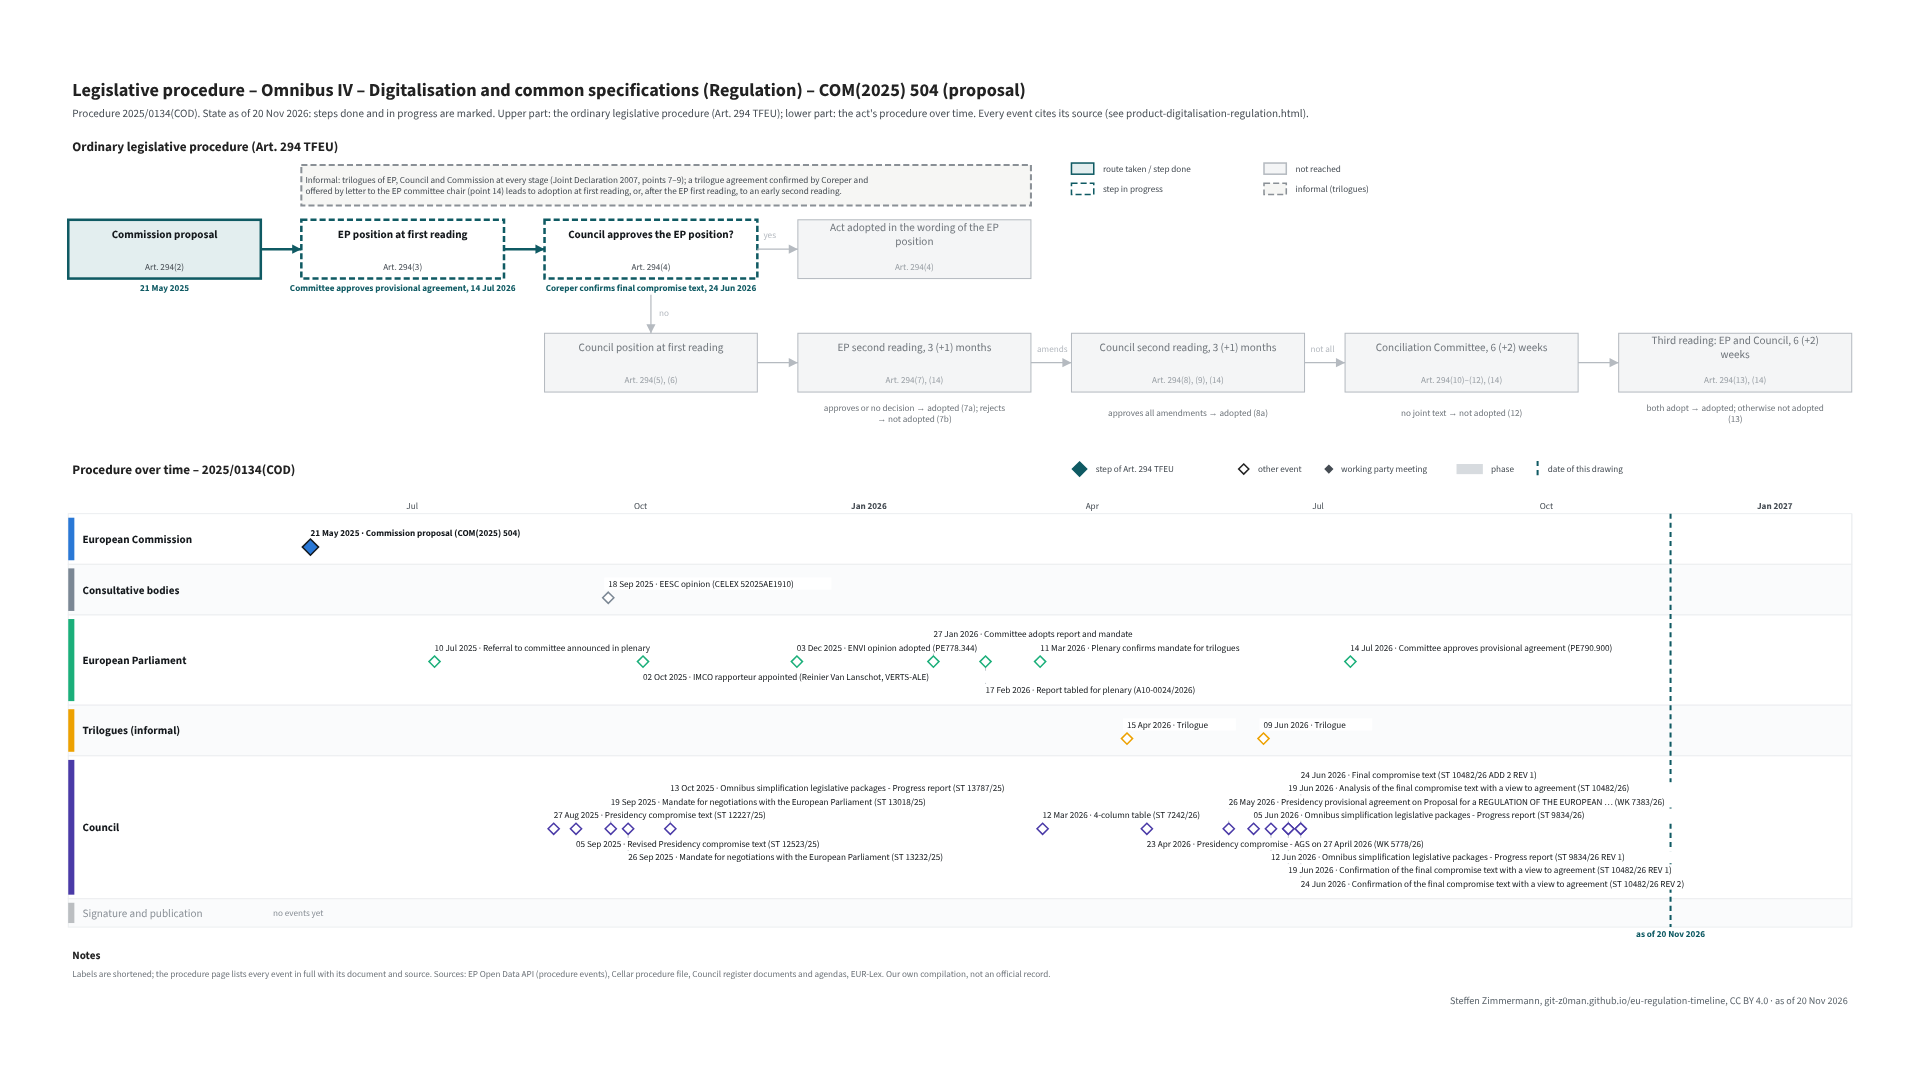 Legislative procedure – Omnibus IV – Digitalisation and common specifications (Regulation) – COM(2025) 504 (proposal)
Procedure 2025/0134(COD). State as of 20 Nov 2026: steps done and in progress are marked. Upper part: the ordinary legislative procedure (Art. 294 TFEU); lower part: the act's procedure over time. Every event cites its source (see product-digitalisation-regulation.html).
Ordinary legislative procedure (Art. 294 TFEU)
Informal: trilogues of EP, Council and Commission at every stage (Joint Declaration 2007, points 7–9); a trilogue agreement confirmed by Coreper and
offered by letter to the EP committee chair (point 14) leads to adoption at first reading, or, after the EP first reading, to an early second reading.
route taken / step done
not reached
step in progress
informal (trilogues)
Commission proposal
Art. 294(2)
21 May 2025
EP position at first reading
Art. 294(3)
Committee approves provisional agreement, 14 Jul 2026
Council approves the EP position?
Art. 294(4)
Coreper confirms final compromise text, 24 Jun 2026
yes
Act adopted in the wording of the EP
position
Art. 294(4)
no
Council position at first reading
Art. 294(5), (6)
EP second reading, 3 (+1) months
Art. 294(7), (14)
approves or no decision → adopted (7a); rejects
→ not adopted (7b)
amends
Council second reading, 3 (+1) months
Art. 294(8), (9), (14)
approves all amendments → adopted (8a)
not all
Conciliation Committee, 6 (+2) weeks
Art. 294(10)–(12), (14)
no joint text → not adopted (12)
Third reading: EP and Council, 6 (+2)
weeks
Art. 294(13), (14)
both adopt → adopted; otherwise not adopted
(13)
Procedure over time – 2025/0134(COD)
step of Art. 294 TFEU
other event
working party meeting
phase
date of this drawing
Jul
Oct
Jan 2026
Apr
Jul
Oct
Jan 2027
European Commission
21 May 2025 · Commission proposal (COM(2025) 504)
Consultative bodies
18 Sep 2025 · EESC opinion (CELEX 52025AE1910)
European Parliament
27 Jan 2026 · Committee adopts report and mandate
10 Jul 2025 · Referral to committee announced in plenary
03 Dec 2025 · ENVI opinion adopted (PE778.344)
11 Mar 2026 · Plenary confirms mandate for trilogues
14 Jul 2026 · Committee approves provisional agreement (PE790.900)
02 Oct 2025 · IMCO rapporteur appointed (Reinier Van Lanschot, VERTS-ALE)
17 Feb 2026 · Report tabled for plenary (A10-0024/2026)
Trilogues (informal)
15 Apr 2026 · Trilogue
09 Jun 2026 · Trilogue
Council
24 Jun 2026 · Final compromise text (ST 10482/26 ADD 2 REV 1)
13 Oct 2025 · Omnibus simplification legislative packages - Progress report (ST 13787/25)
19 Jun 2026 · Analysis of the final compromise text with a view to agreement (ST 10482/26)
19 Sep 2025 · Mandate for negotiations with the European Parliament (ST 13018/25)
26 May 2026 · Presidency provisional agreement on Proposal for a REGULATION OF THE EUROPEAN … (WK 7383/26)
27 Aug 2025 · Presidency compromise text (ST 12227/25)
12 Mar 2026 · 4-column table (ST 7242/26)
05 Jun 2026 · Omnibus simplification legislative packages - Progress report (ST 9834/26)
05 Sep 2025 · Revised Presidency compromise text (ST 12523/25)
23 Apr 2026 · Presidency compromise - AGS on 27 April 2026 (WK 5778/26)
26 Sep 2025 · Mandate for negotiations with the European Parliament (ST 13232/25)
12 Jun 2026 · Omnibus simplification legislative packages - Progress report (ST 9834/26 REV 1)
19 Jun 2026 · Confirmation of the final compromise text with a view to agreement (ST 10482/26 REV 1)
24 Jun 2026 · Confirmation of the final compromise text with a view to agreement (ST 10482/26 REV 2)
Signature and publication
no events yet
as of 20 Nov 2026
Notes
Labels are shortened; the procedure page lists every event in full with its document and source. Sources: EP Open Data API (procedure events), Cellar procedure file, Council register documents and agendas, EUR-Lex. Our own compilation, not an official record.
Steffen Zimmermann, git-z0man.github.io/eu-regulation-timeline, CC BY 4.0 · as of 20 Nov 2026